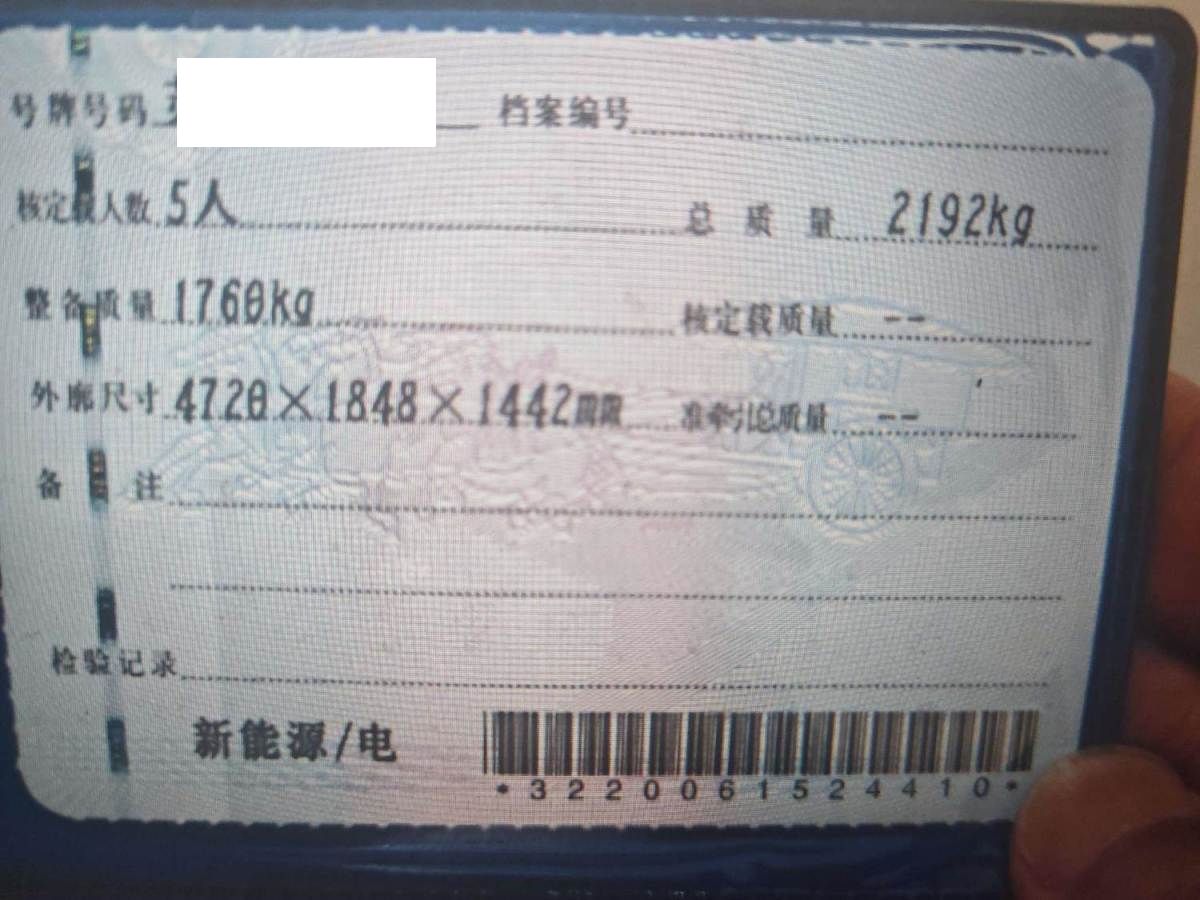 号牌号码 档案编号
核定载人数 5人 总质量 2192kg
整备质量 1760kg 核定载质量 --
外廓尺寸 4720×1848×1442mm 准牵引总质量 --
备注
检验记录
新能源/电
*3220061524410*